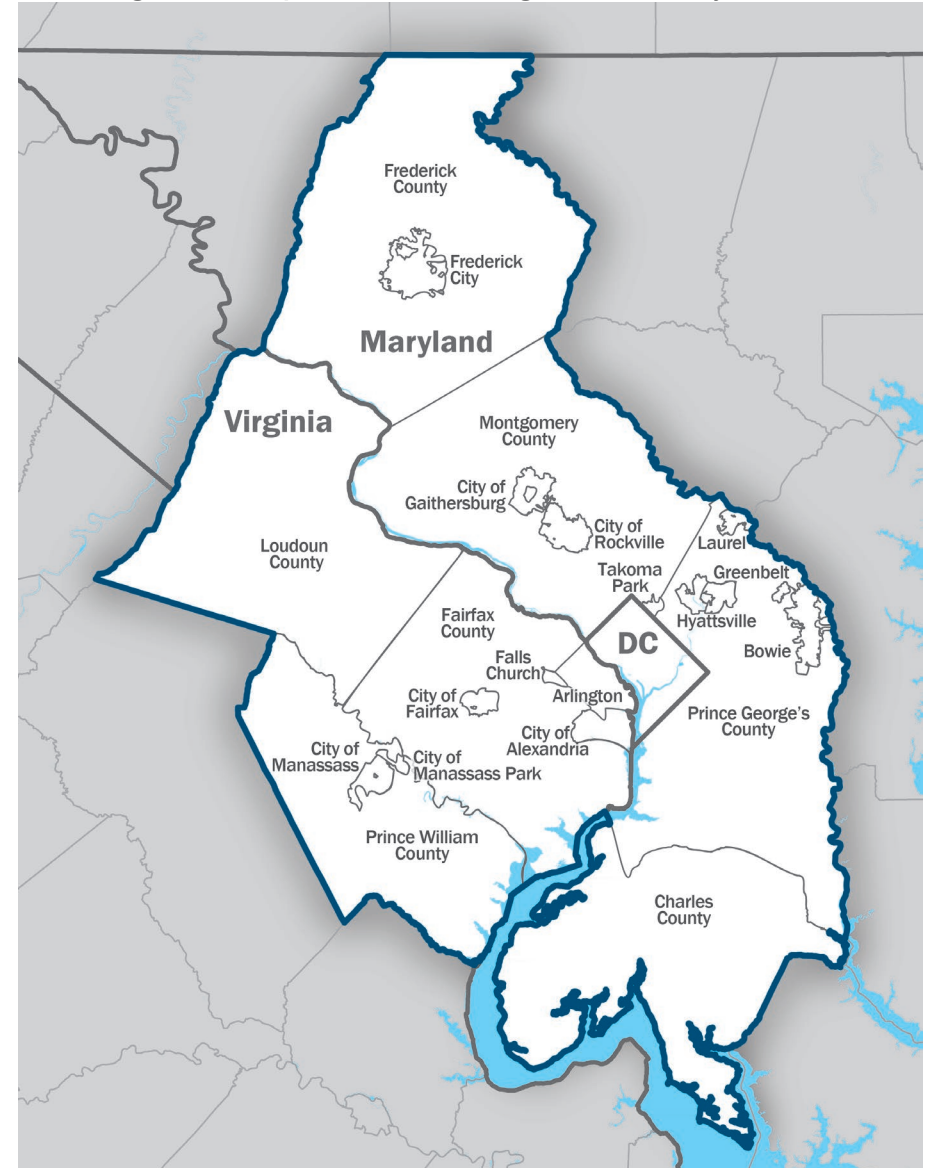 Frederick
County
Frederick
City
Maryland
Virginia
Montgomery
County
City of
Gaithersburg
City of
Rockville
Laurel
Loudoun
County
Takoma
Park
Greenbelt
Hyattsville
Fairfax
County
DC
Bowie
Falls
Church
Arlington
City of
Fairfax
Prince George's
County
City of
Alexandria
City of
Manassass
City of
Manassass Park
Prince William
County
Charles
County